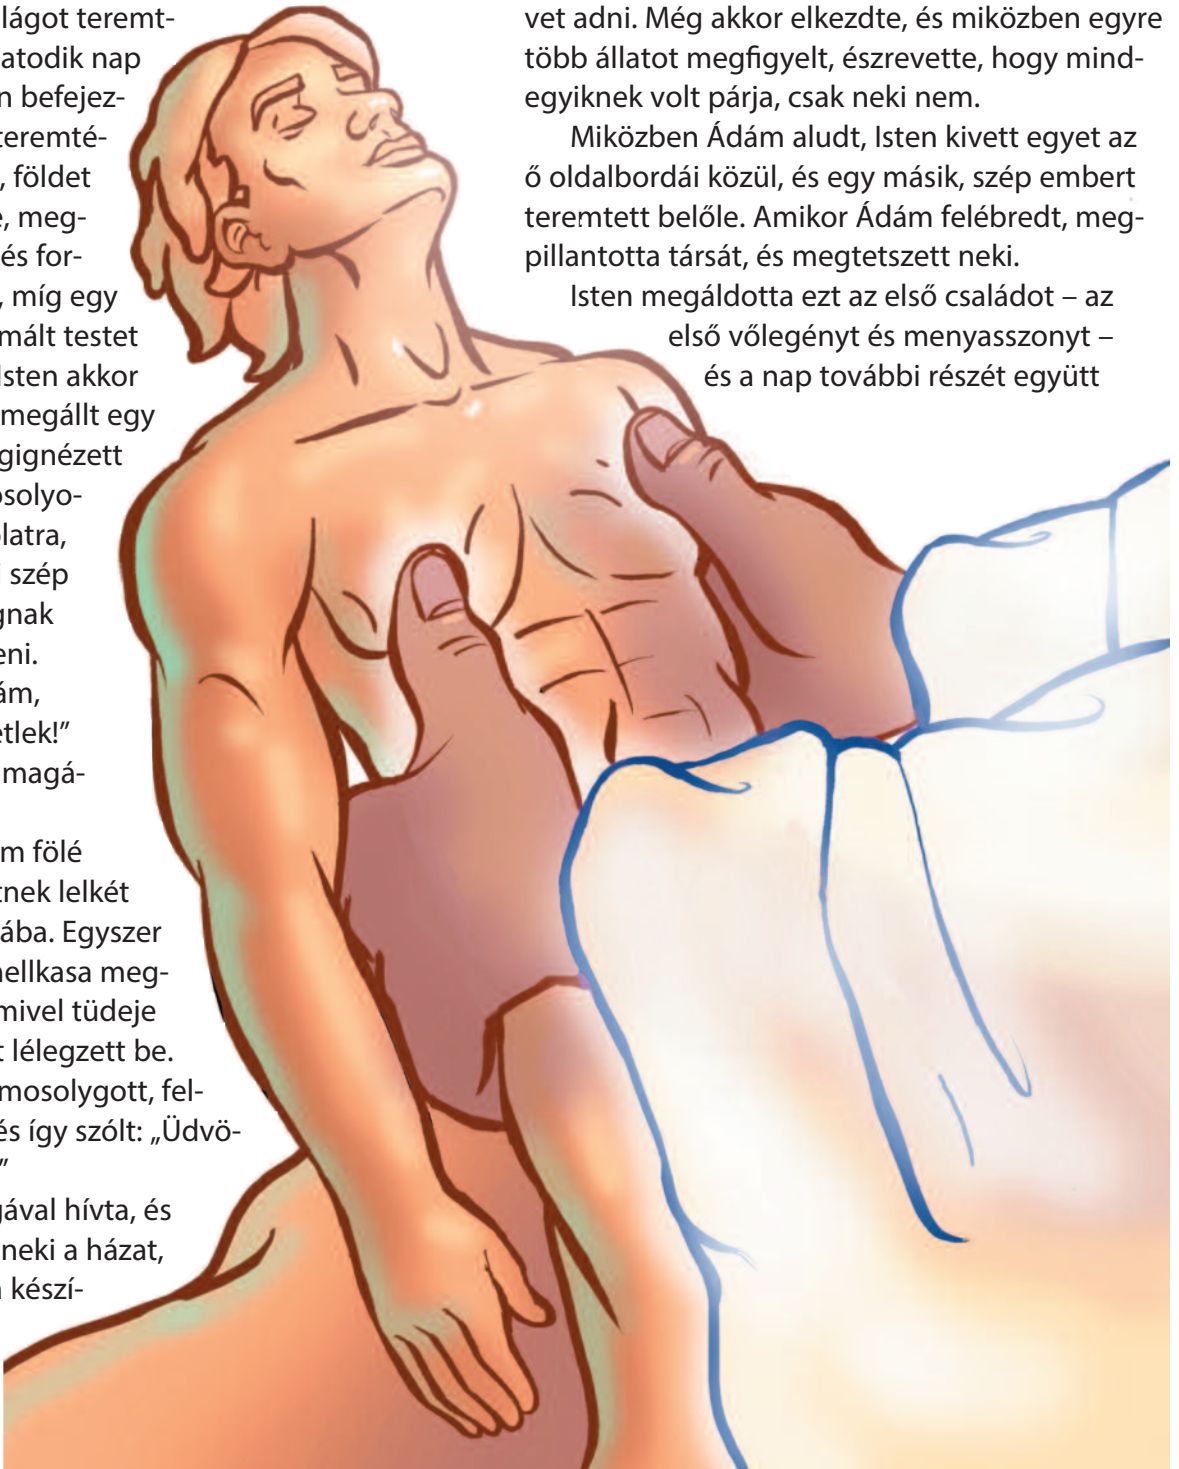 lágot teremt-
atodik nap
n befejez-
teremté-
, földet
e, meg-
és for-
, míg egy
mált testet
Isten akkor
megállt egy
gignézett
osolyo-
latra,
i szép
gnak
eni.
ám,
etlek!”
magá-
m fölé
tnek lelkét
ába. Egyszer
mellkasa meg-
mivel tüdeje
t lélegzett be.
mosolygott, fel-
és így szólt: „Üdvö-
”
gával hívta, és
neki a házat,
a készí-
vet adni. Még akkor elkezdte, és miközben egyre
több állatot megfigyelt, észrevette, hogy mind-
egyiknek volt párja, csak neki nem.
Miközben Ádám aludt, Isten kivett egyet az
ő oldalbordái közül, és egy másik, szép embert
teremtett belőle. Amikor Ádám felébredt, meg-
pillantotta társát, és megtetszett neki.
Isten megáldotta ezt az első családot – az
első vőlegényt és menyasszonyt –
és a nap további részét együtt